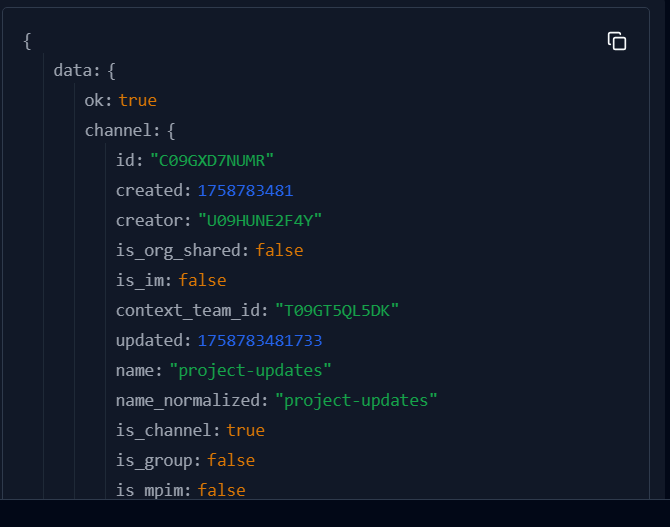 {
data: {
ok: true
channel: {
id: "C09GXD7NUMR"
created: 1758783481
creator: "U09HUNE2F4Y"
is_org_shared: false
is_im: false
context_team_id: "T09GT5QL5DK"
updated: 1758783481733
name: "project-updates"
name_normalized: "project-updates"
is_channel: true
is_group: false
is_mpim: false